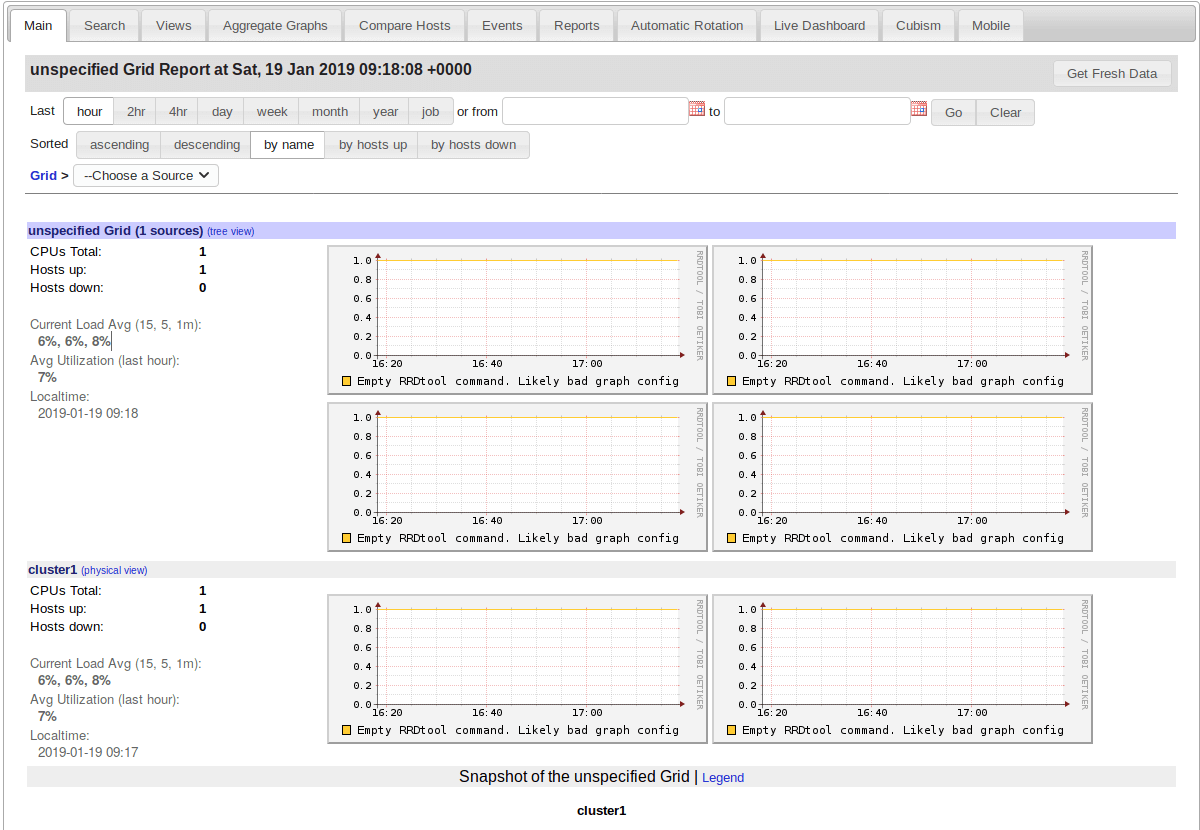 Main Search Views Aggregate Graphs Compare Hosts Events Reports Automatic Rotation Live Dashboard Cubism Mobile
unspecified Grid Report at Sat, 19 Jan 2019 09:18:08 +0000 Get Fresh Data
Last hour 2hr 4hr day week month year job or from to Go Clear
Sorted ascending descending by name by hosts up by hosts down
Grid > --Choose a Source
unspecified Grid (1 sources) (tree view)
CPUs Total: 1
Hosts up: 1
Hosts down: 0
Current Load Avg (15, 5, 1m):
6%, 6%, 8%
Avg Utilization (last hour):
7%
Localtime:
2019-01-19 09:18
1.0
0.8
0.6
0.4
0.2
0.0
16:20 16:40 17:00
Empty RRDtool command. Likely bad graph config
RRDTOOL / TOBI OETIKER
1.0
0.8
0.6
0.4
0.2
0.0
16:20 16:40 17:00
Empty RRDtool command. Likely bad graph config
RRDTOOL / TOBI OETIKER
1.0
0.8
0.6
0.4
0.2
0.0
16:20 16:40 17:00
Empty RRDtool command. Likely bad graph config
RRDTOOL / TOBI OETIKER
1.0
0.8
0.6
0.4
0.2
0.0
16:20 16:40 17:00
Empty RRDtool command. Likely bad graph config
RRDTOOL / TOBI OETIKER
cluster1 (physical view)
CPUs Total: 1
Hosts up: 1
Hosts down: 0
Current Load Avg (15, 5, 1m):
6%, 6%, 8%
Avg Utilization (last hour):
7%
Localtime:
2019-01-19 09:17
1.0
0.8
0.6
0.4
0.2
0.0
16:20 16:40 17:00
Empty RRDtool command. Likely bad graph config
RRDTOOL / TOBI OETIKER
1.0
0.8
0.6
0.4
0.2
0.0
16:20 16:40 17:00
Empty RRDtool command. Likely bad graph config
RRDTOOL / TOBI OETIKER
Snapshot of the unspecified Grid | Legend
cluster1